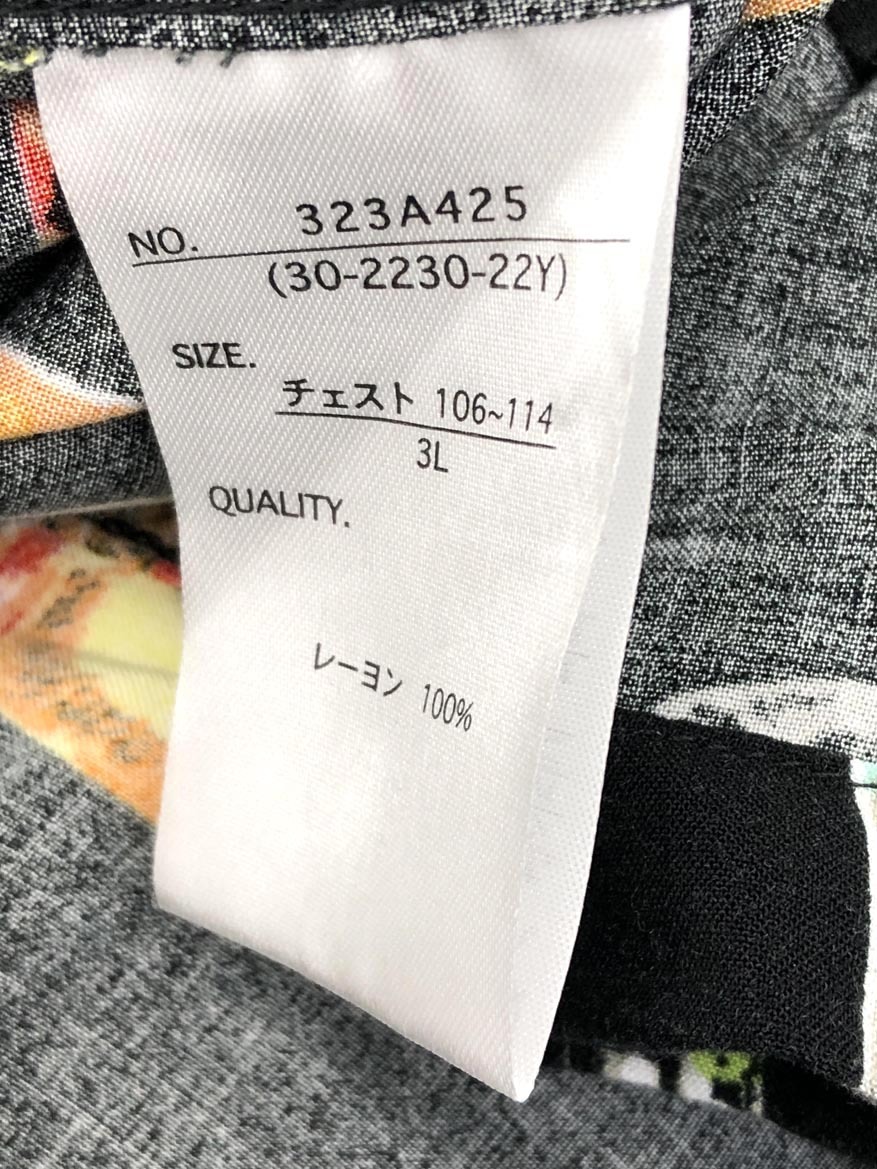 NO. 323A425
(30-2230-22Y)
SIZE.
チェスト 106~114
3L
QUALITY.
レーヨン 100%